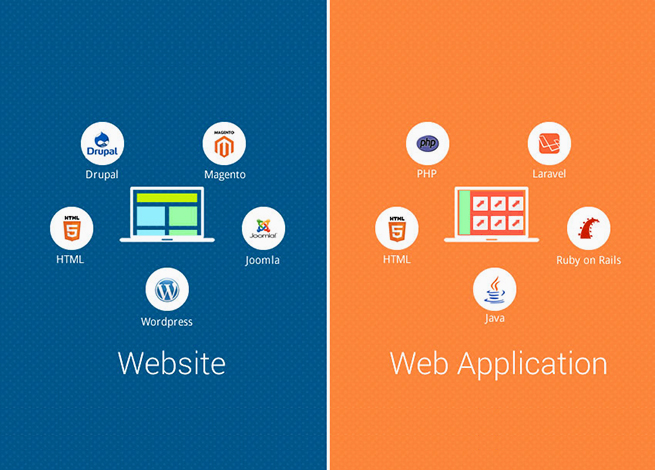 Drupal
Drupal
MAGENTO
Magento
HTML
5
HTML
Joomla!
Joomla
W
Wordpress
Website
php
PHP
Laravel
HTML
5
HTML
Ruby on Rails
Java
Web Application